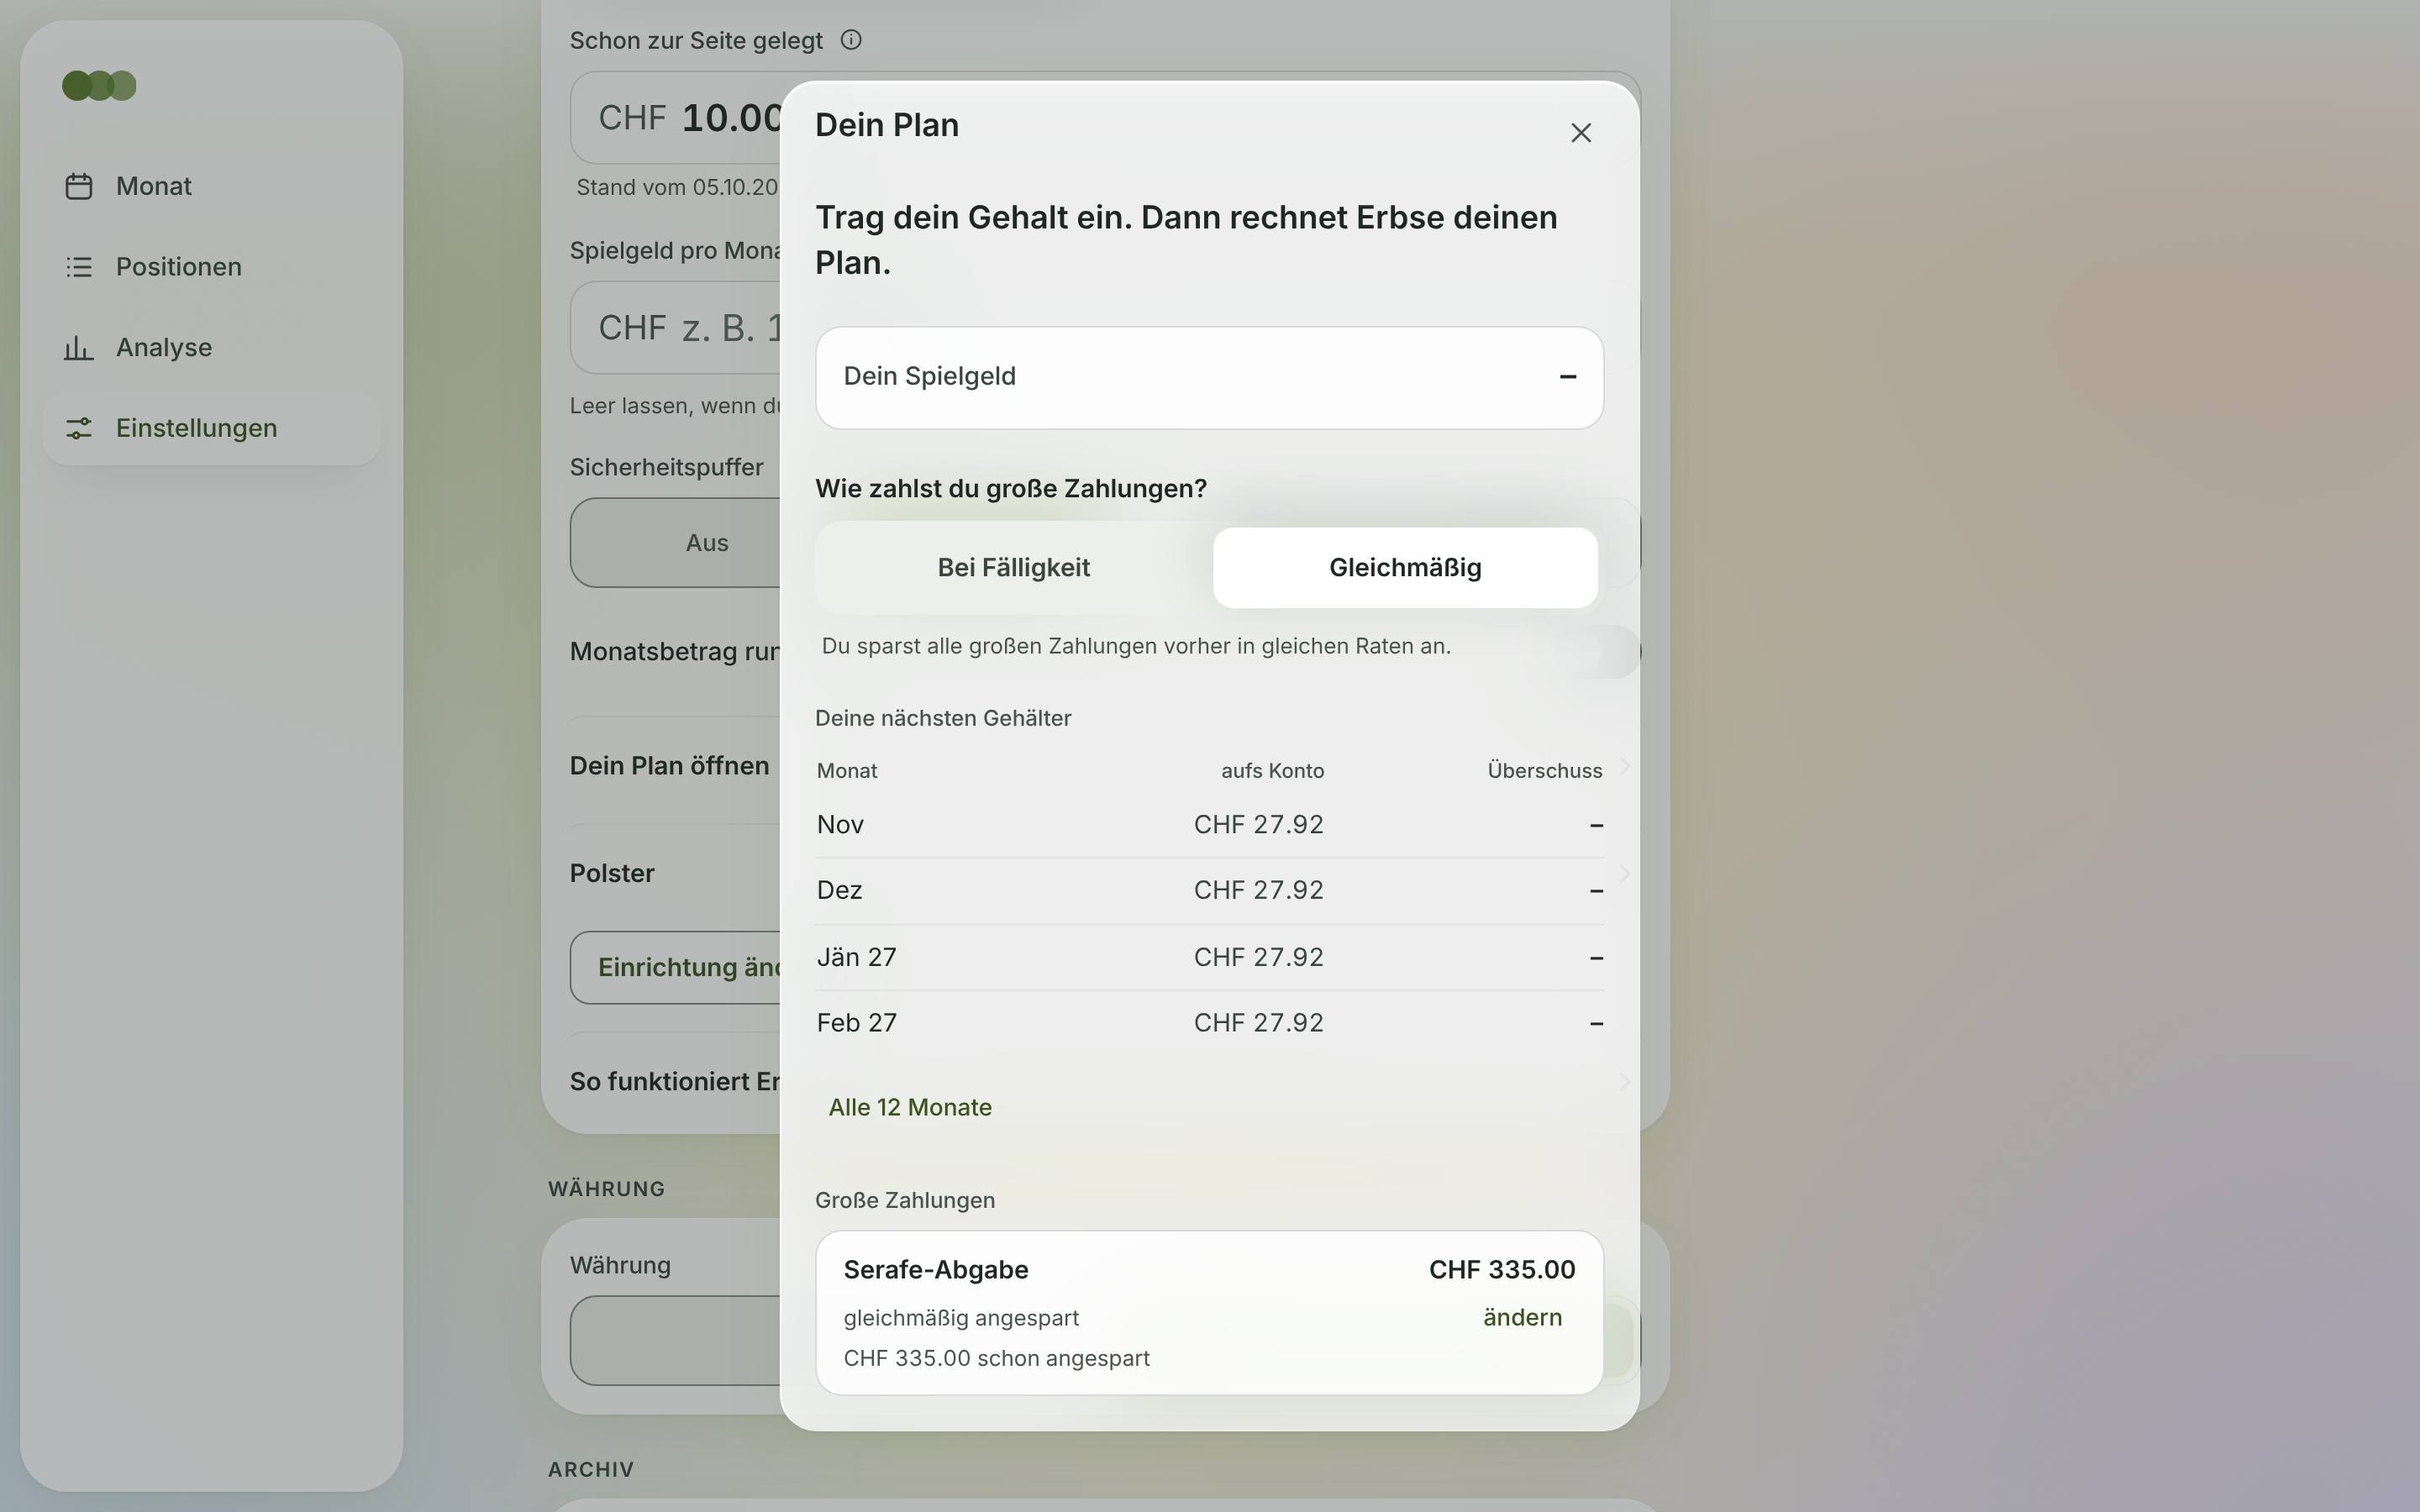 Monat
Positionen
Analyse
Einstellungen
Schon zur Seite gelegt
CHF 10.00
Stand vom 05.10.20
Spielgeld pro Mona
CHF z. B. 1
Leer lassen, wenn du
Sicherheitspuffer
Aus
Monatsbetrag run
Dein Plan öffnen
Polster
Einrichtung änd
So funktioniert Er
WÄHRUNG
Währung
ARCHIV
Dein Plan
Trag dein Gehalt ein. Dann rechnet Erbse deinen
Plan.
Dein Spielgeld –
Wie zahlst du große Zahlungen?
Bei Fälligkeit Gleichmäßig
Du sparst alle großen Zahlungen vorher in gleichen Raten an.
Deine nächsten Gehälter
Monat aufs Konto Überschuss
Nov CHF 27.92 –
Dez CHF 27.92 –
Jän 27 CHF 27.92 –
Feb 27 CHF 27.92 –
Alle 12 Monate
Große Zahlungen
Serafe-Abgabe CHF 335.00
gleichmäßig angespart ändern
CHF 335.00 schon angespart